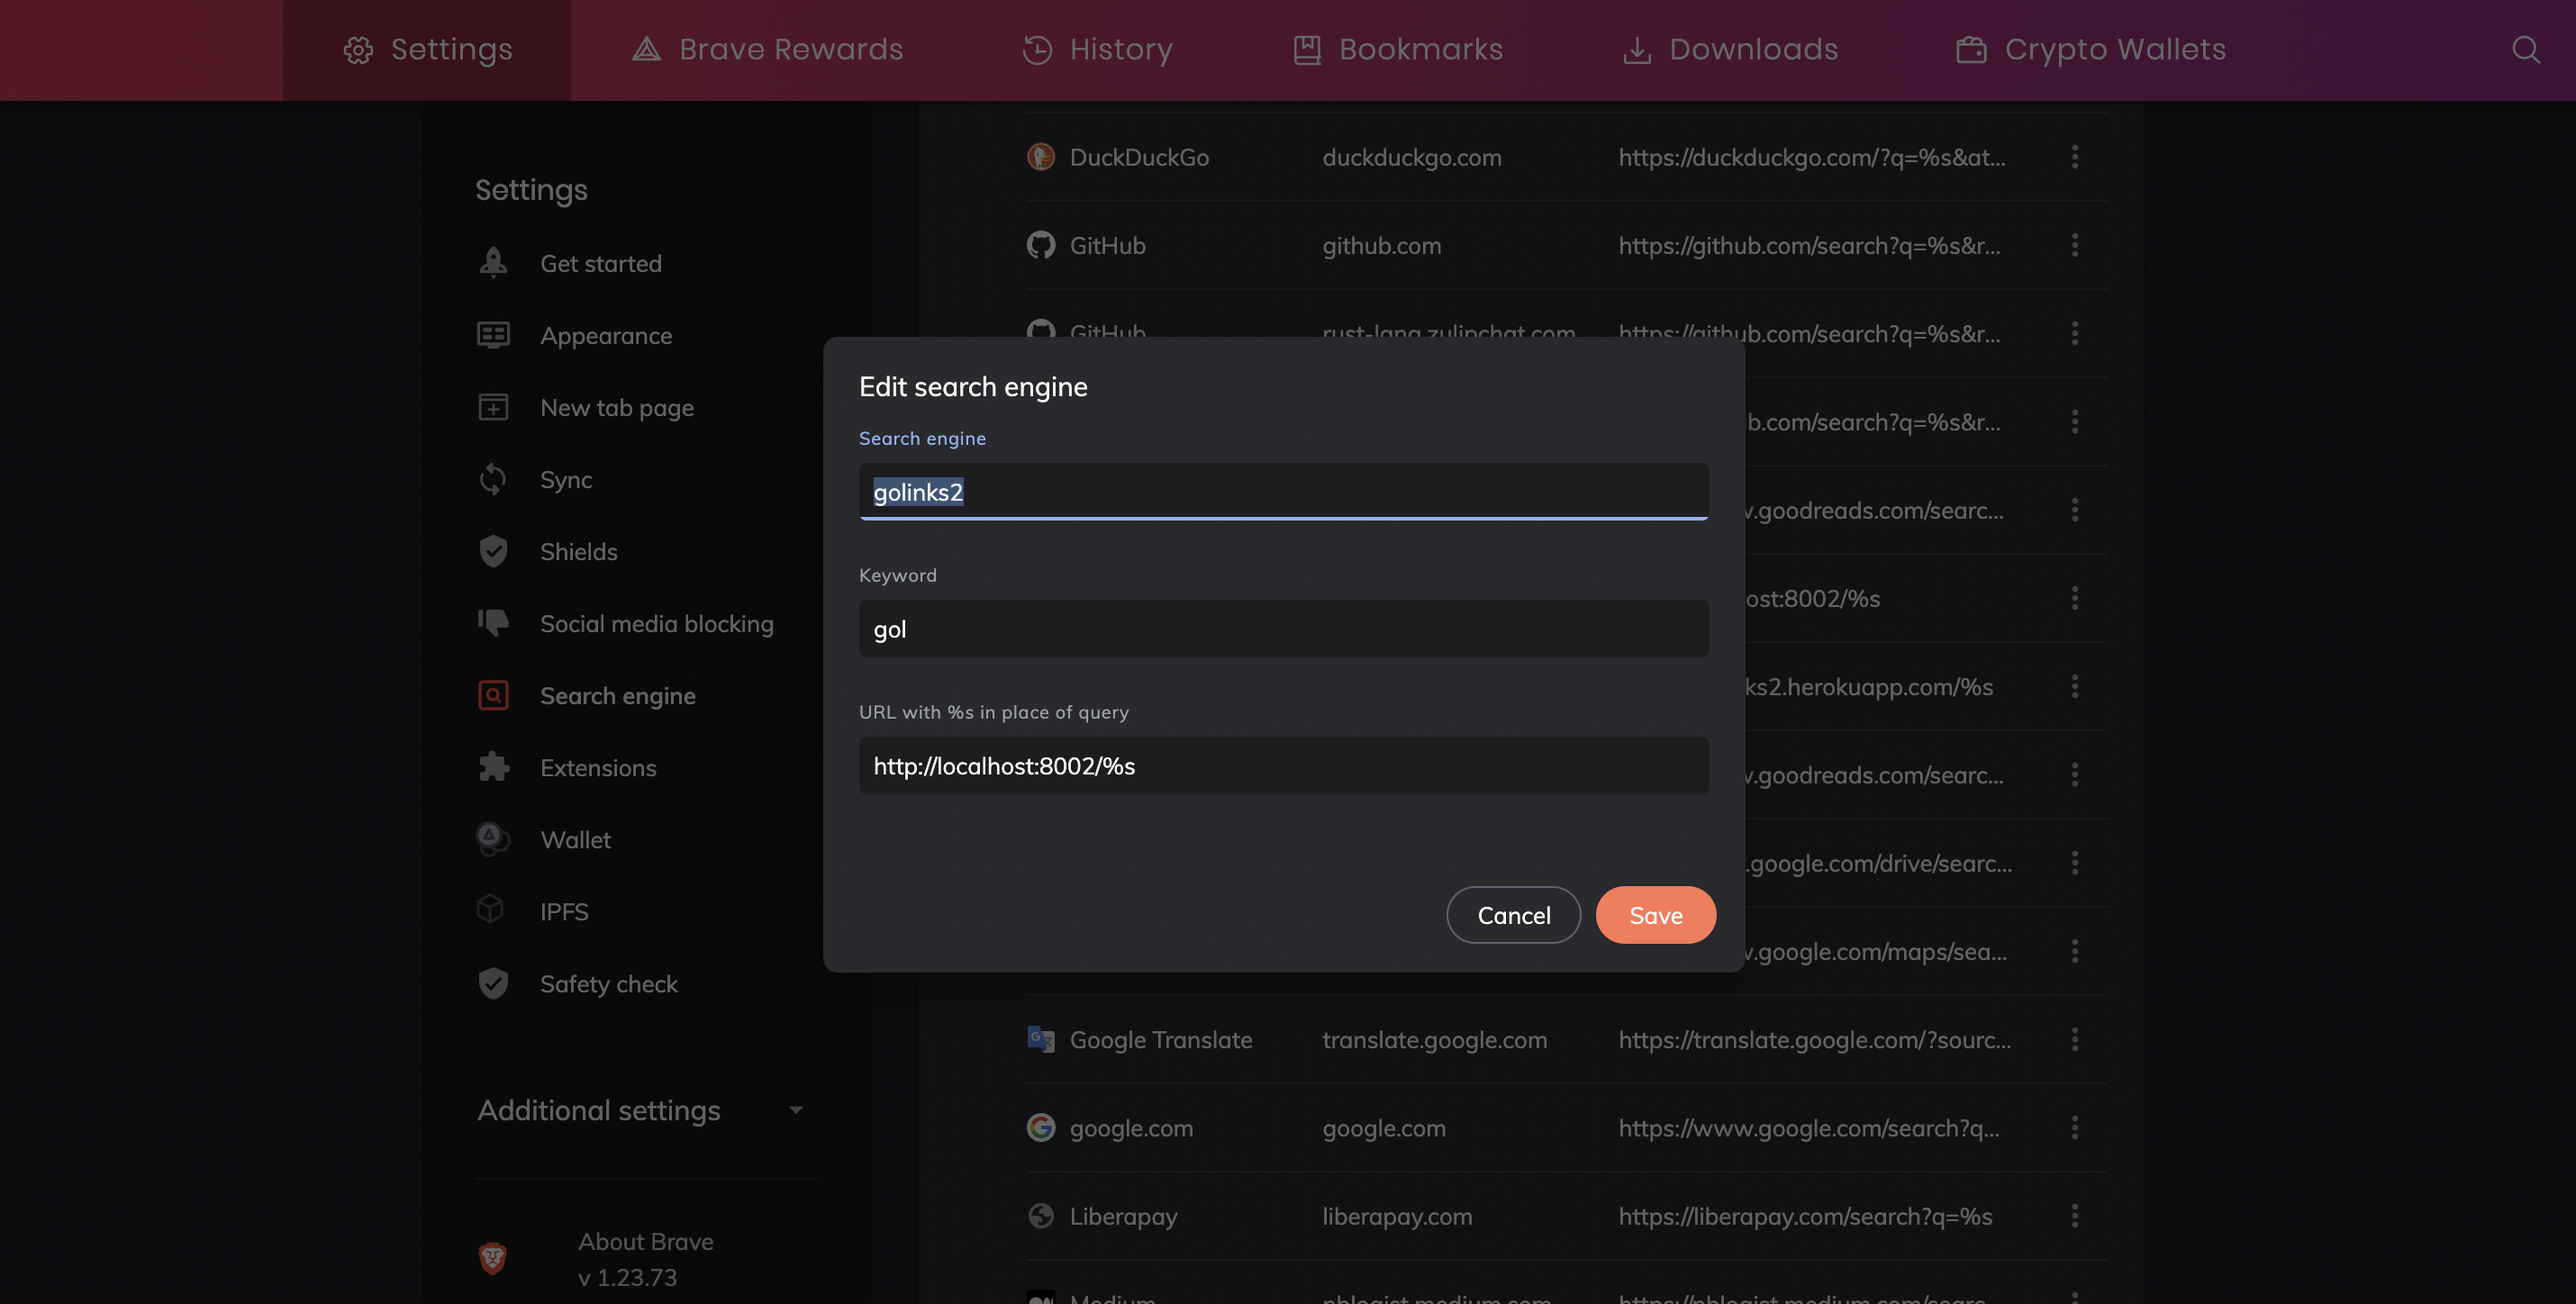 Settings Brave Rewards History Bookmarks Downloads Crypto Wallets
Settings
Get started
Appearance
New tab page
Sync
Shields
Social media blocking
Search engine
Extensions
Wallet
IPFS
Safety check
Additional settings
About Brave
v 1.23.73
DuckDuckGo duckduckgo.com https://duckduckgo.com/?q=%s&at...
GitHub github.com https://github.com/search?q=%s&r...
GitHub rust-lang.zulipchat.com https://github.com/search?q=%s&r...
b.com/search?q=%s&r...
.goodreads.com/searc...
ost:8002/%s
ks2.herokuapp.com/%s
.goodreads.com/searc...
.google.com/drive/searc...
.google.com/maps/sea...
Google Translate translate.google.com https://translate.google.com/?sourc...
google.com google.com https://www.google.com/search?q...
Liberapay liberapay.com https://liberapay.com/search?q=%s
Medium
Edit search engine
Search engine
golinks2
Keyword
gol
URL with %s in place of query
http://localhost:8002/%s
Cancel Save